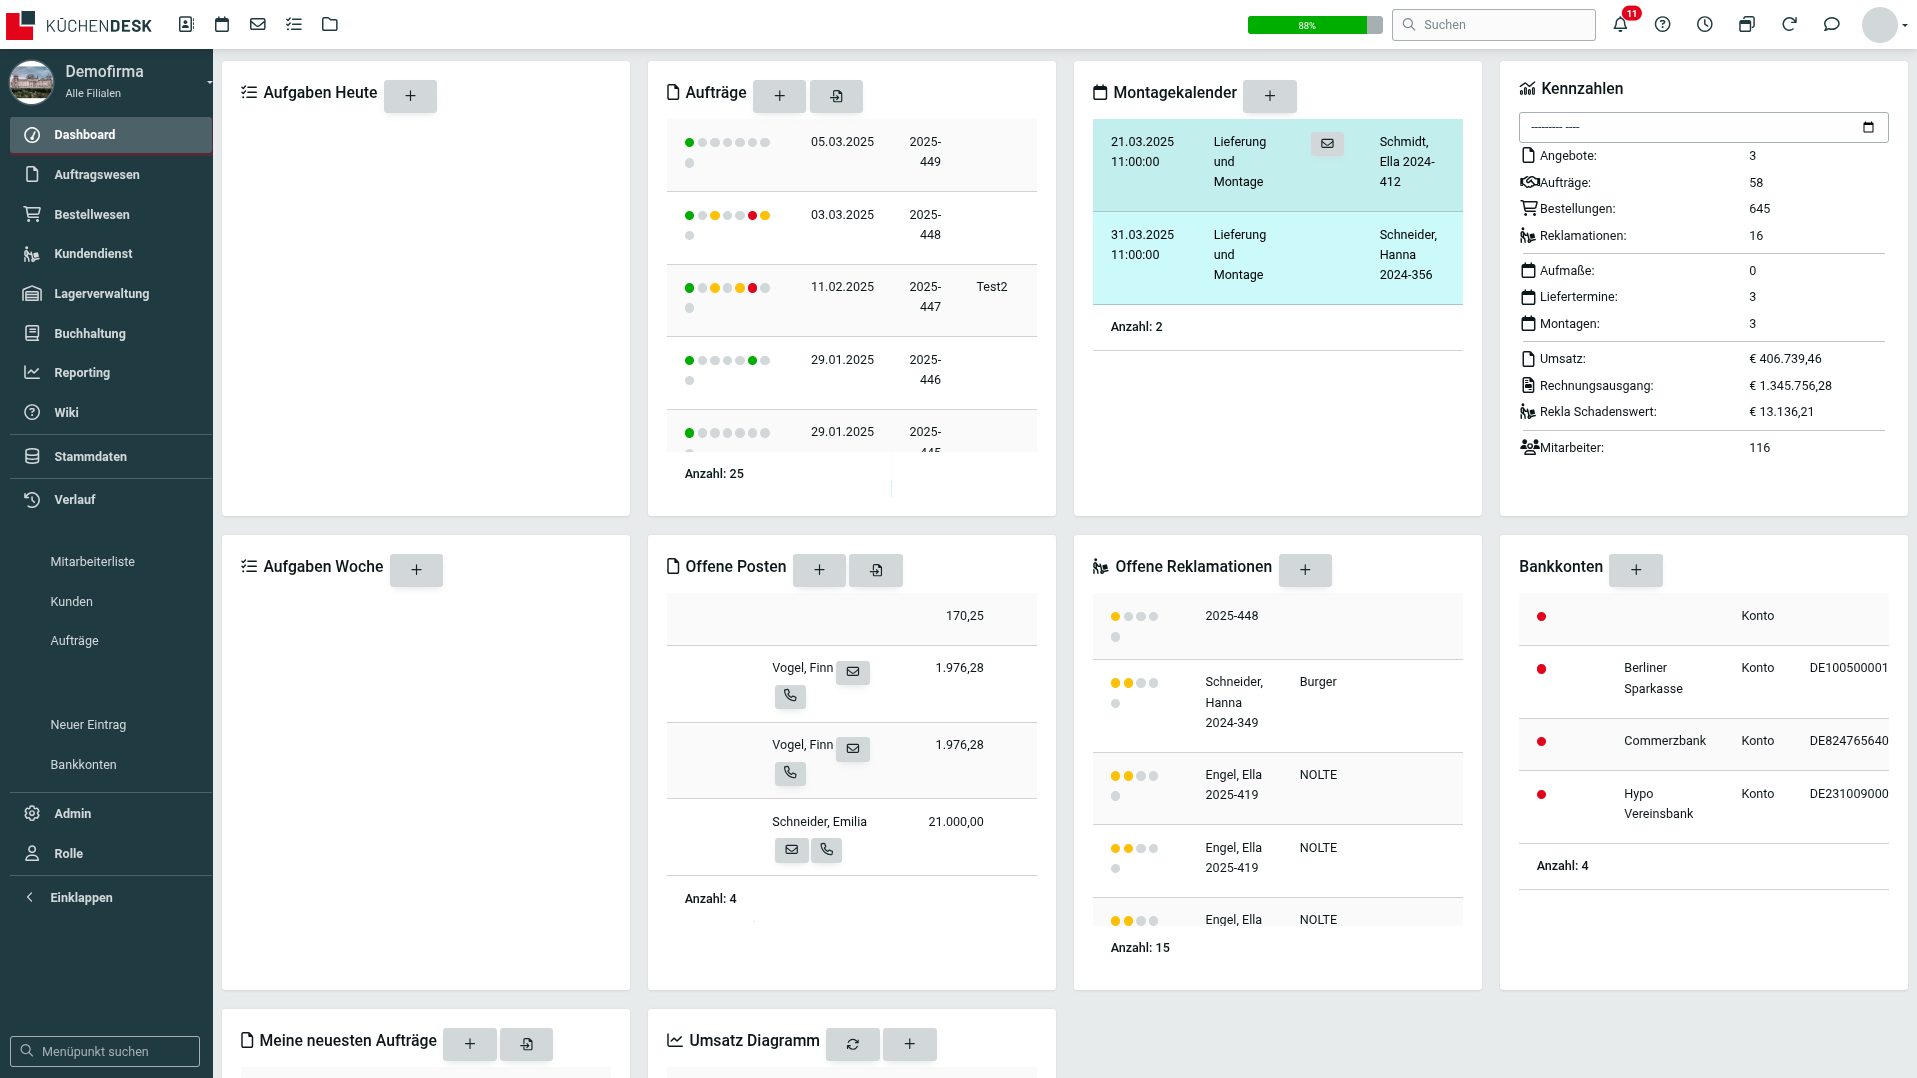 KÜCHENDESK
88%
Suchen
11
Demofirma
Alle Filialen
Dashboard
Auftragswesen
Bestellwesen
Kundendienst
Lagerverwaltung
Buchhaltung
Reporting
Wiki
Stammdaten
Verlauf
Mitarbeiterliste
Kunden
Aufträge
Neuer Eintrag
Bankkonten
Admin
Rolle
Einklappen
Menüpunkt suchen
Aufgaben Heute
Aufträge
05.03.2025 2025-
449
03.03.2025 2025-
448
11.02.2025 2025- Test2
447
29.01.2025 2025-
446
29.01.2025 2025-
445
Anzahl: 25
Montagekalender
21.03.2025 Lieferung Schmidt,
11:00:00 und Ella 2024-
Montage 412
31.03.2025 Lieferung Schneider,
11:00:00 und Hanna
Montage 2024-356
Anzahl: 2
Kennzahlen
--------- ----
Angebote: 3
Aufträge: 58
Bestellungen: 645
Reklamationen: 16
Aufmaße: 0
Liefertermine: 3
Montagen: 3
Umsatz: € 406.739,46
Rechnungsausgang: € 1.345.756,28
Rekla Schadenswert: € 13.136,21
Mitarbeiter: 116
Aufgaben Woche
Offene Posten
170,25
Vogel, Finn 1.976,28
Vogel, Finn 1.976,28
Schneider, Emilia 21.000,00
Anzahl: 4
Offene Reklamationen
2025-448
Schneider, Burger
Hanna
2024-349
Engel, Ella NOLTE
2025-419
Engel, Ella NOLTE
2025-419
Engel, Ella NOLTE
Anzahl: 15
Bankkonten
Konto
Berliner Konto DE100500001
Sparkasse
Commerzbank Konto DE824765640
Hypo Konto DE231009000
Vereinsbank
Anzahl: 4
Meine neuesten Aufträge
Umsatz Diagramm